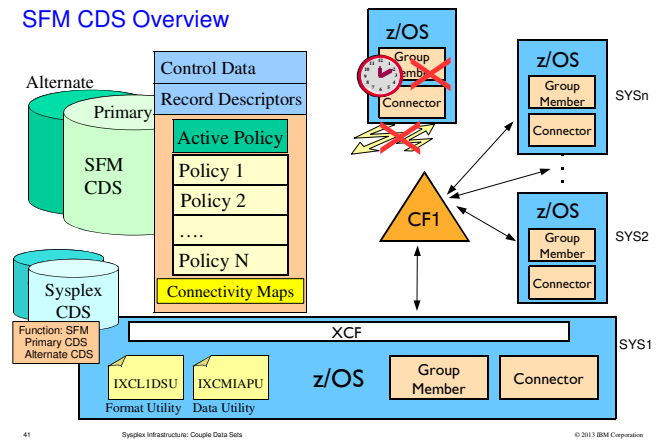 SFM CDS Overview
Alternate
Primary
SFM
CDS
Control Data
Record Descriptors
Active Policy
Policy 1
Policy 2
….
Policy N
Connectivity Maps
Sysplex
CDS
Function: SFM
Primary CDS
Alternate CDS
z/OS
Group
Member
Connector
z/OS
Group
Member
Connector
SYSn
CF1
z/OS
Group
Member
Connector
SYS2
XCF
SYS1
IXCL1DSU
Format Utility
IXCMIAPU
Data Utility
z/OS
Group
Member
Connector
41
Sysplex Infrastructure: Couple Data Sets
© 2013 IBM Corporation